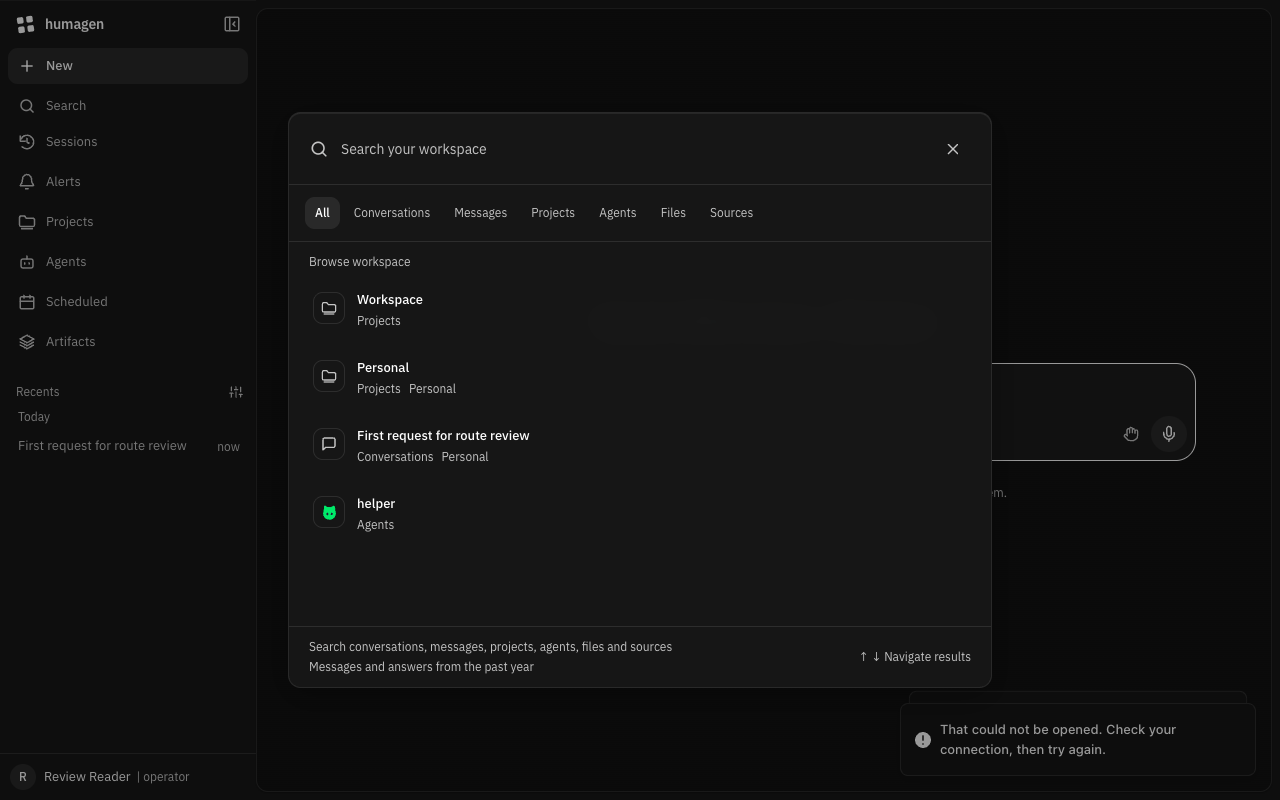 humagen
New
Search
Sessions
Alerts
Projects
Agents
Scheduled
Artifacts
Recents
Today
First request for route review now
R Review Reader | operator
Search your workspace
All Conversations Messages Projects Agents Files Sources
Browse workspace
Workspace
Projects
Personal
Projects Personal
First request for route review
Conversations Personal
helper
Agents
Search conversations, messages, projects, agents, files and sources
Messages and answers from the past year
↑ ↓ Navigate results
That could not be opened. Check your
connection, then try again.